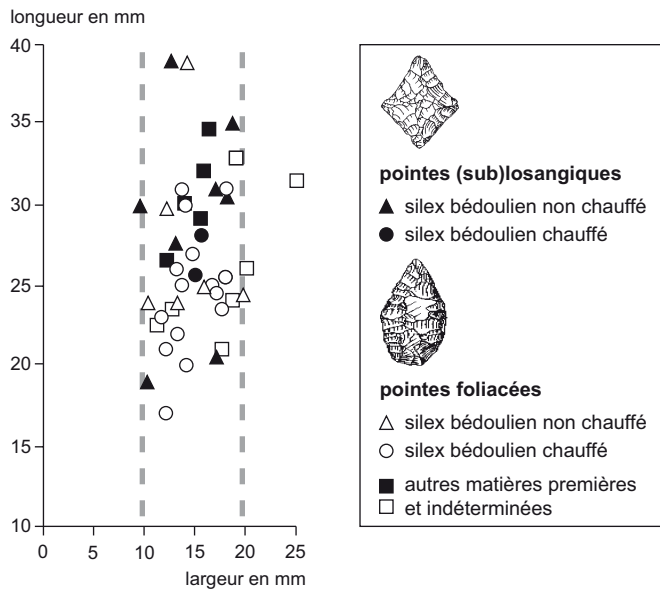 longueur en mm
40
35
30
25
20
15
10
0 5 10 15 20 25
largeur en mm
pointes (sub)losangiques
▲ silex bédoulien non chauffé
● silex bédoulien chauffé
pointes foliacées
△ silex bédoulien non chauffé
○ silex bédoulien chauffé
■ autres matières premières
□ et indéterminées